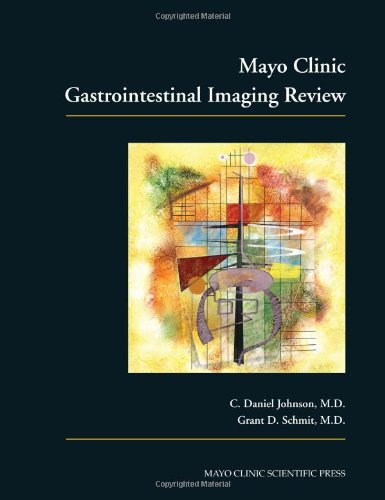 Copyrighted Material
Mayo Clinic
Gastrointestinal Imaging Review
C. Daniel Johnson, M.D.
Grant D. Schmit, M.D.
MAYO CLINIC SCIENTIFIC PRESS
Copyrighted Material